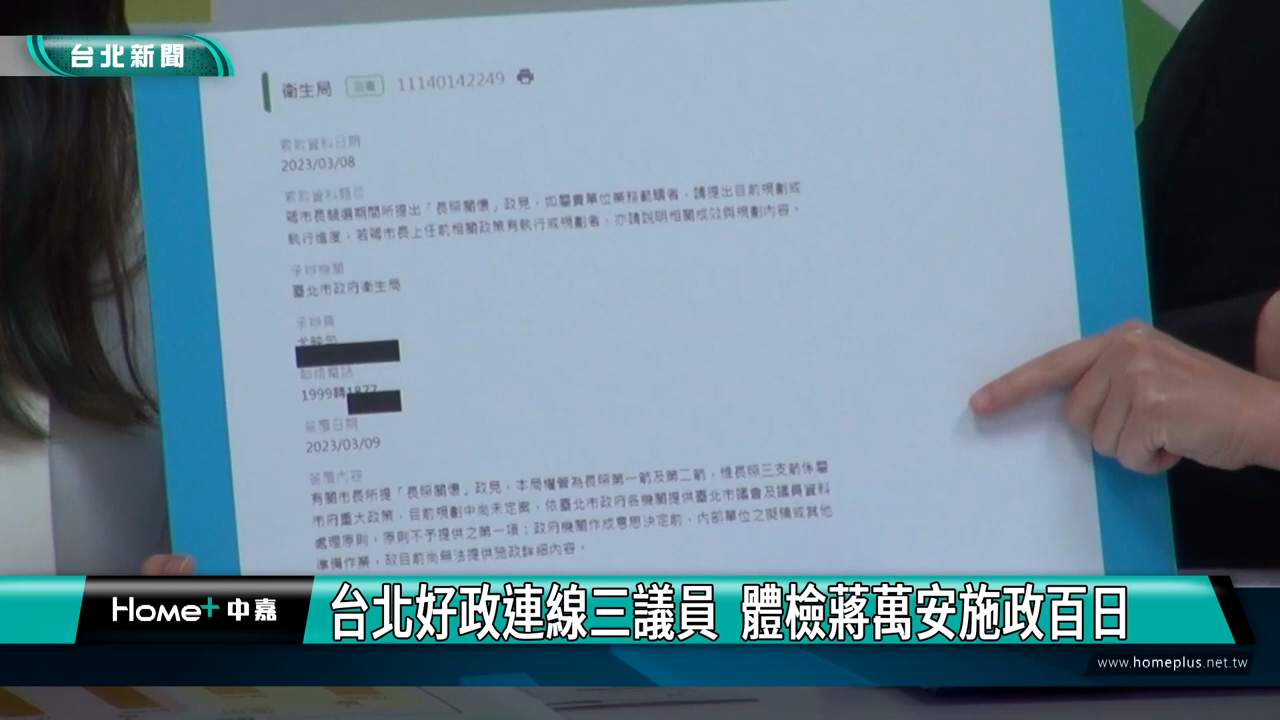 台北新聞
衛生局 11140142249
索取資料日期
2023/03/08
索取資料類
蔣市長競選期間所提出「長照關懷」政見，如屬貴單位業務範疇者，請提出目前規劃或
執行進度，若蔣市長上任前相關政策有執行或規劃者，亦請說明相關成效與規劃內容。
承辦機關
臺北市政府衛生局
承辦員
聯絡電話
1999轉1877
答覆日期
2023/03/09
答覆內容
有關市長所提「長照關懷」政見，本局權管為長照第一箭及第二箭，惟長照三支箭係屬
市府重大政策，目前規劃中尚未定案，依臺北市政府各機關提供臺北市議會及議員資料
處理原則，原則不予提供之第一項：政府機關作成意思決定前，內部單位之擬稿或其他
準備作業，故目前尚無法提供施政詳細內容。
Home+中嘉 台北好政連線三議員 體檢蔣萬安施政百日
www.homeplus.net.tw